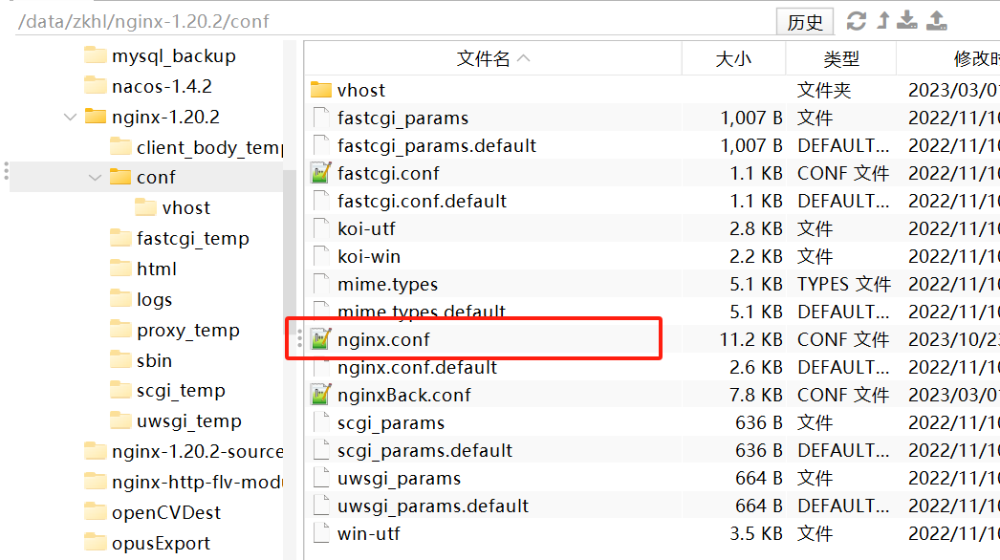 /data/zkhl/nginx-1.20.2/conf
历史
mysql_backup
nacos-1.4.2
nginx-1.20.2
client_body_temp
conf
vhost
fastcgi_temp
html
logs
proxy_temp
sbin
scgi_temp
uwsgi_temp
nginx-1.20.2-source
nginx-http-flv-modu
openCVDest
opusExport
文件名 大小 类型 修改时
vhost 文件夹 2023/03/0
fastcgi_params 1,007 B 文件 2022/11/10
fastcgi_params.default 1,007 B DEFAULT... 2022/11/10
fastcgi.conf 1.1 KB CONF 文件 2022/11/10
fastcgi.conf.default 1.1 KB DEFAULT... 2022/11/10
koi-utf 2.8 KB 文件 2022/11/10
koi-win 2.2 KB 文件 2022/11/10
mime.types 5.1 KB TYPES 文件 2022/11/10
mime.types.default 5.1 KB DEFAULT... 2022/11/10
nginx.conf 11.2 KB CONF 文件 2023/10/23
nginx.conf.default 2.6 KB DEFAULT... 2022/11/10
nginxBack.conf 7.8 KB CONF 文件 2023/03/0
scgi_params 636 B 文件 2022/11/10
scgi_params.default 636 B DEFAULT... 2022/11/10
uwsgi_params 664 B 文件 2022/11/10
uwsgi_params.default 664 B DEFAULT... 2022/11/10
win-utf 3.5 KB 文件 2022/11/10